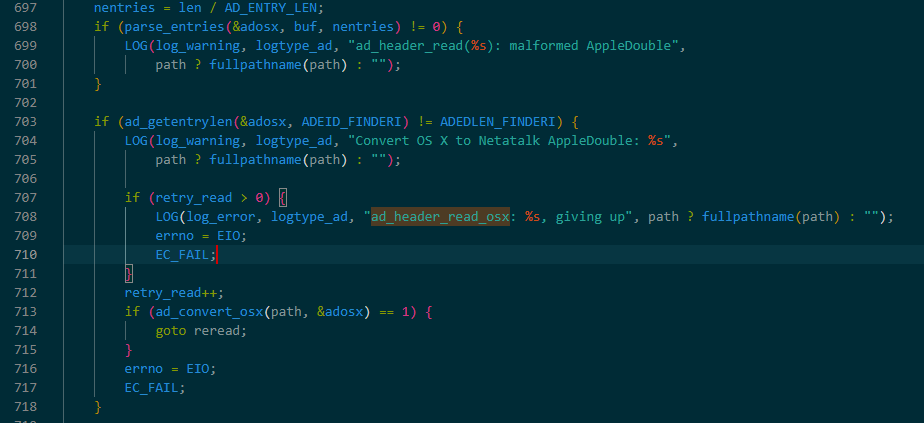 697 nentries = len / AD_ENTRY_LEN;
698 if (parse_entries(&adosx, buf, nentries) != 0) {
699 LOG(log_warning, logtype_ad, "ad_header_read(%s): malformed AppleDouble",
700 path ? fullpathname(path) : "");
701 }
702
703 if (ad_getentrylen(&adosx, ADEID_FINDERI) != ADEDLEN_FINDERI) {
704 LOG(log_warning, logtype_ad, "Convert OS X to Netatalk AppleDouble: %s",
705 path ? fullpathname(path) : "");
706
707 if (retry_read > 0) {
708 LOG(log_error, logtype_ad, "ad_header_read_osx: %s, giving up", path ? fullpathname(path) : "");
709 errno = EIO;
710 EC_FAIL;
711 }
712 retry_read++;
713 if (ad_convert_osx(path, &adosx) == 1) {
714 goto reread;
715 }
716 errno = EIO;
717 EC_FAIL;
718 }